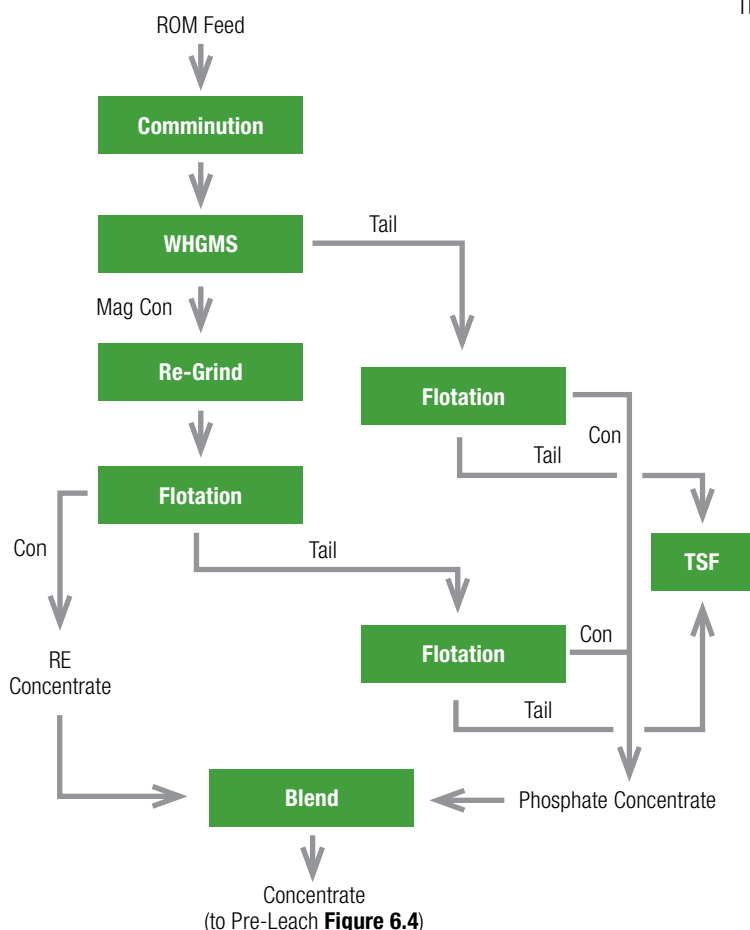 ROM Feed
Comminution
WHGMS
Tail
Mag Con
Re-Grind
Flotation
Con
Tail
Flotation
Con
Tail
TSF
Flotation
Con
Tail
RE
Concentrate
Blend
Phosphate Concentrate
Concentrate
(to Pre-Leach Figure 6.4)